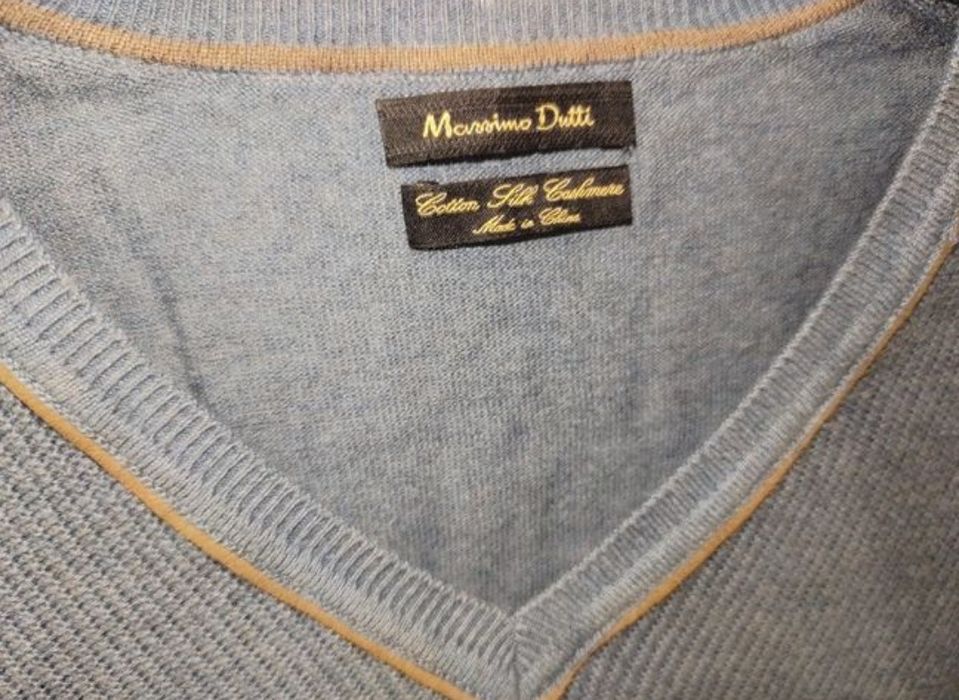 Massimo Dutti
Cotton Silk Cashmere
Made in China